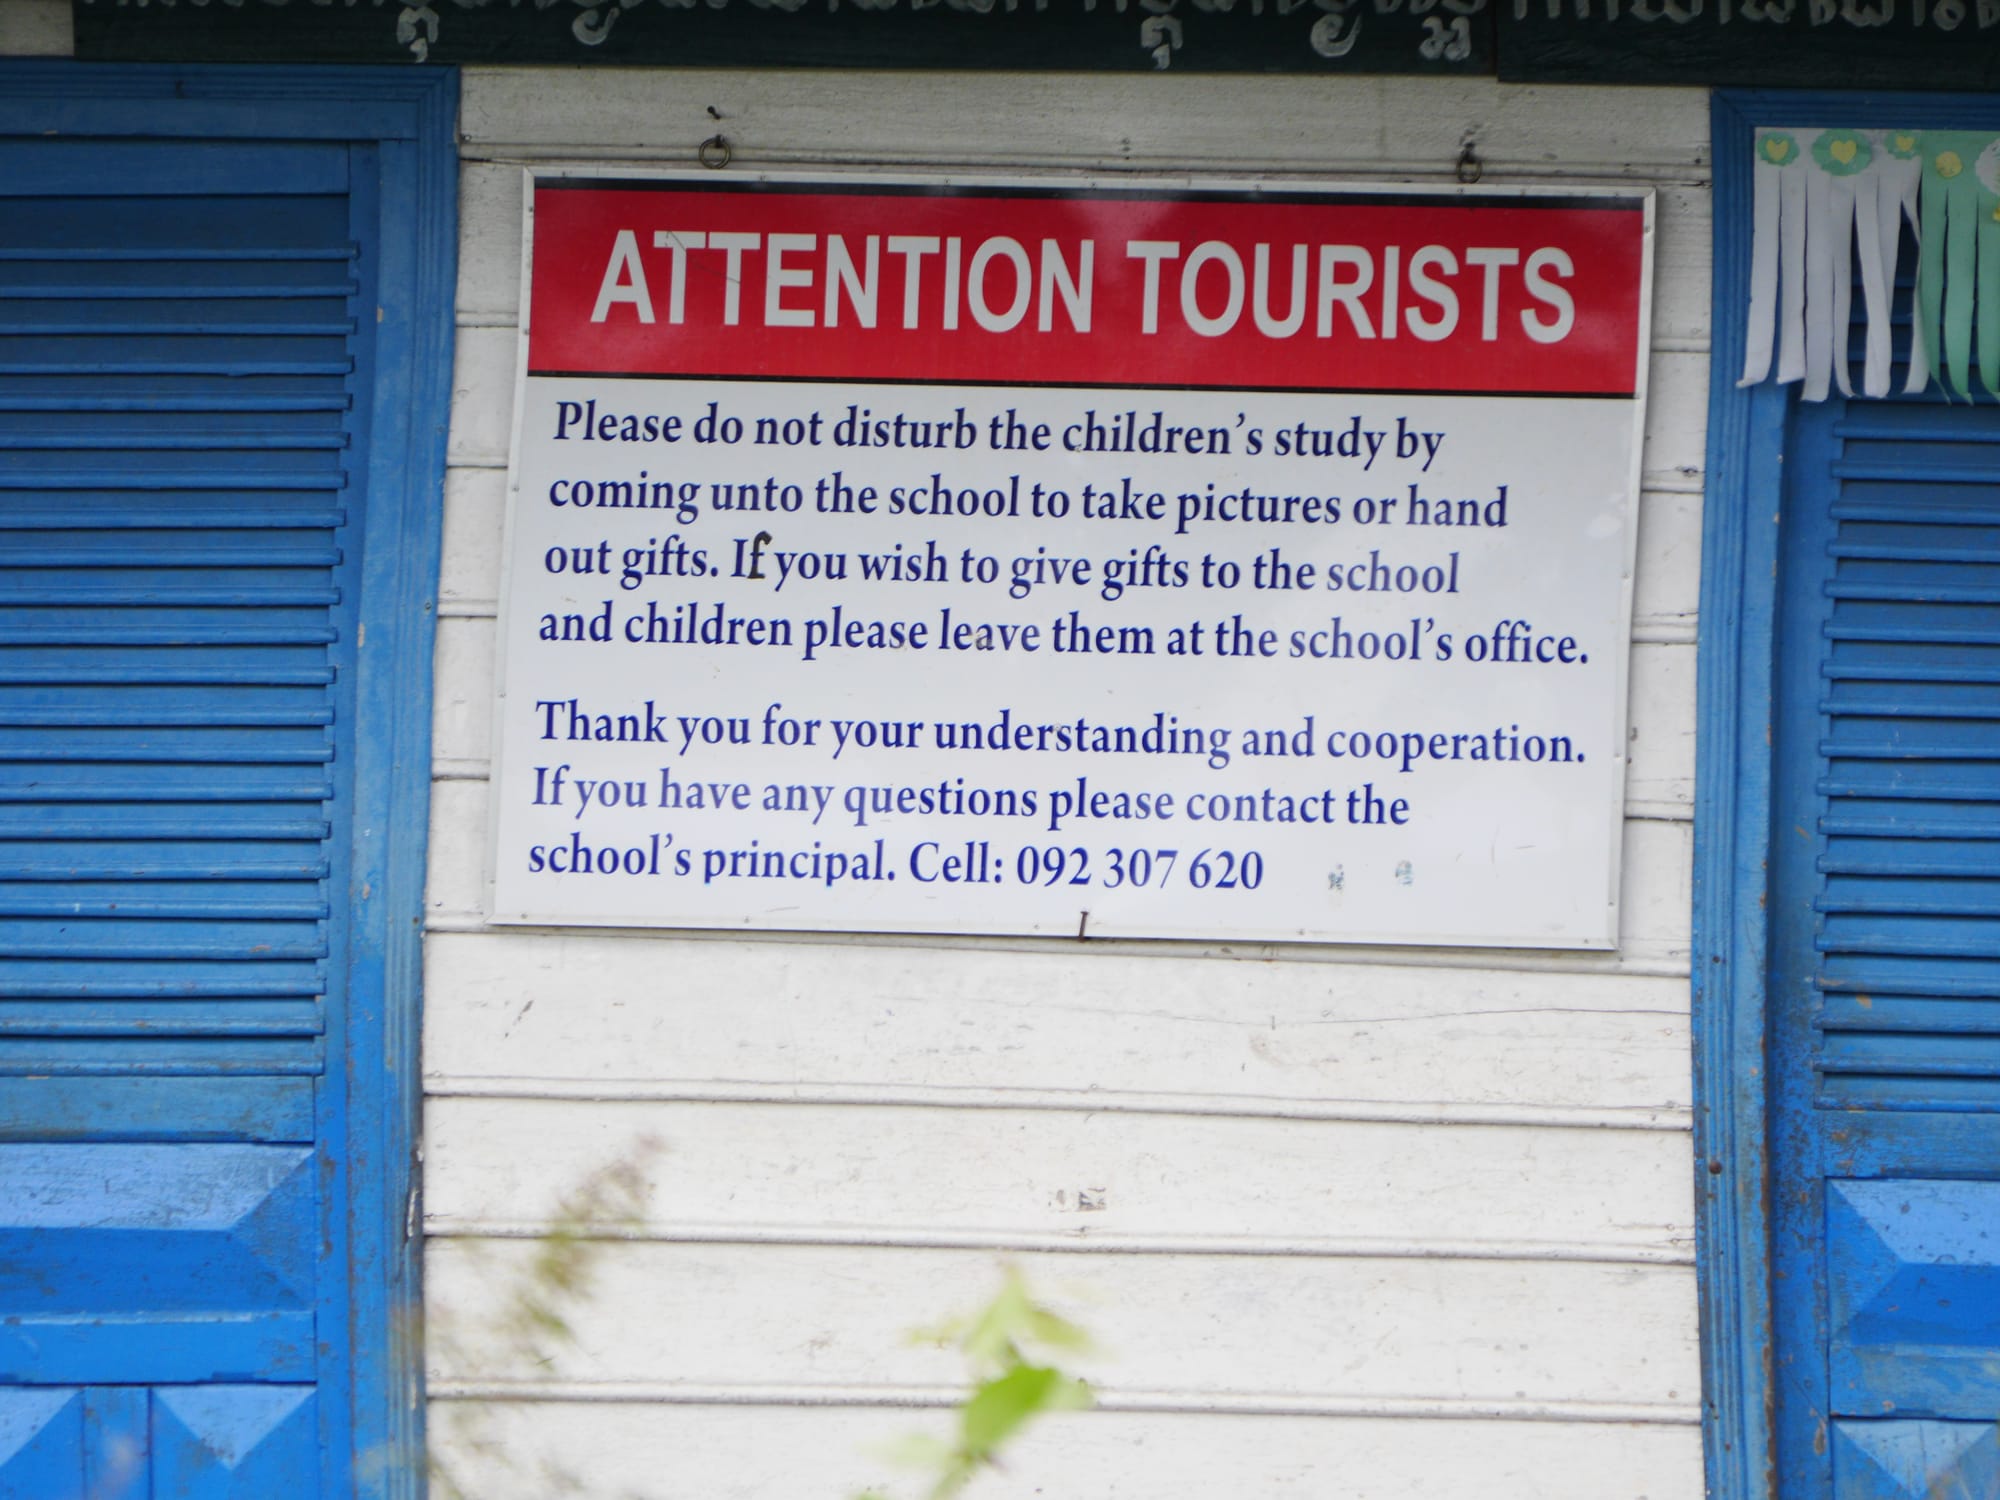 ATTENTION TOURISTS
Please do not disturb the children's study by
coming unto the school to take pictures or hand
out gifts. If you wish to give gifts to the school
and children please leave them at the school's office.
Thank you for your understanding and cooperation.
If you have any questions please contact the
school's principal. Cell: 092 307 620